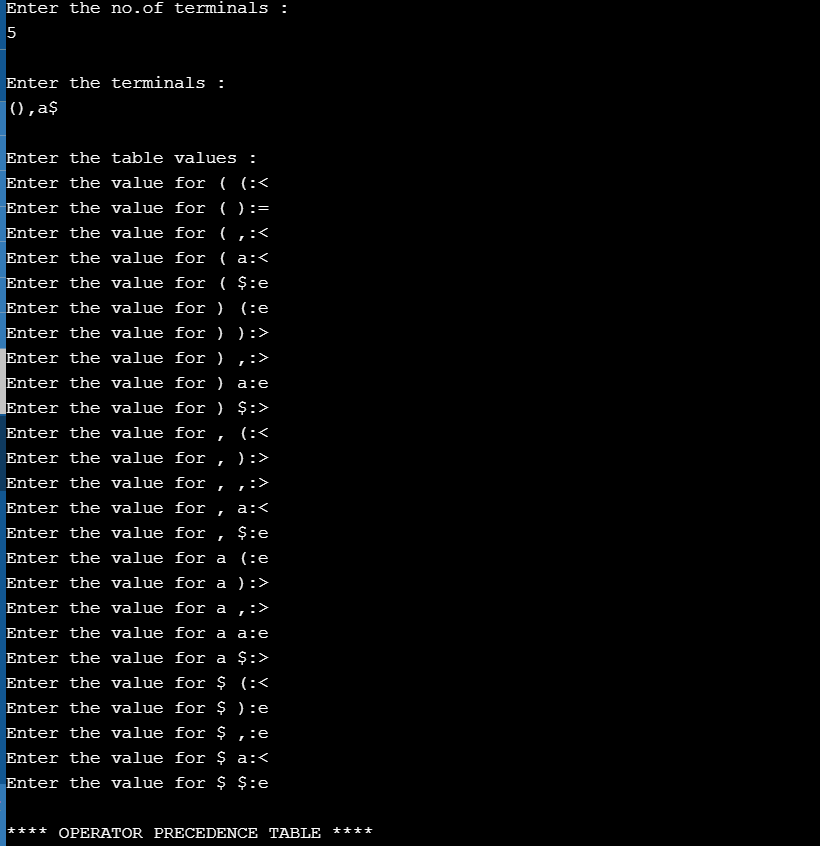 Enter the no.of terminals :
5
Enter the terminals :
(),a$
Enter the table values :
Enter the value for ( (:<
Enter the value for ( ):=
Enter the value for ( ,:<
Enter the value for ( a:<
Enter the value for ( $:e
Enter the value for ) (:e
Enter the value for ) ):>
Enter the value for ) ,:>
Enter the value for ) a:e
Enter the value for ) $:>
Enter the value for , (:<
Enter the value for , ):>
Enter the value for , ,:>
Enter the value for , a:<
Enter the value for , $:e
Enter the value for a (:e
Enter the value for a ):>
Enter the value for a ,:>
Enter the value for a a:e
Enter the value for a $:>
Enter the value for $ (:<
Enter the value for $ ):e
Enter the value for $ ,:e
Enter the value for $ a:<
Enter the value for $ $:e
**** OPERATOR PRECEDENCE TABLE ****